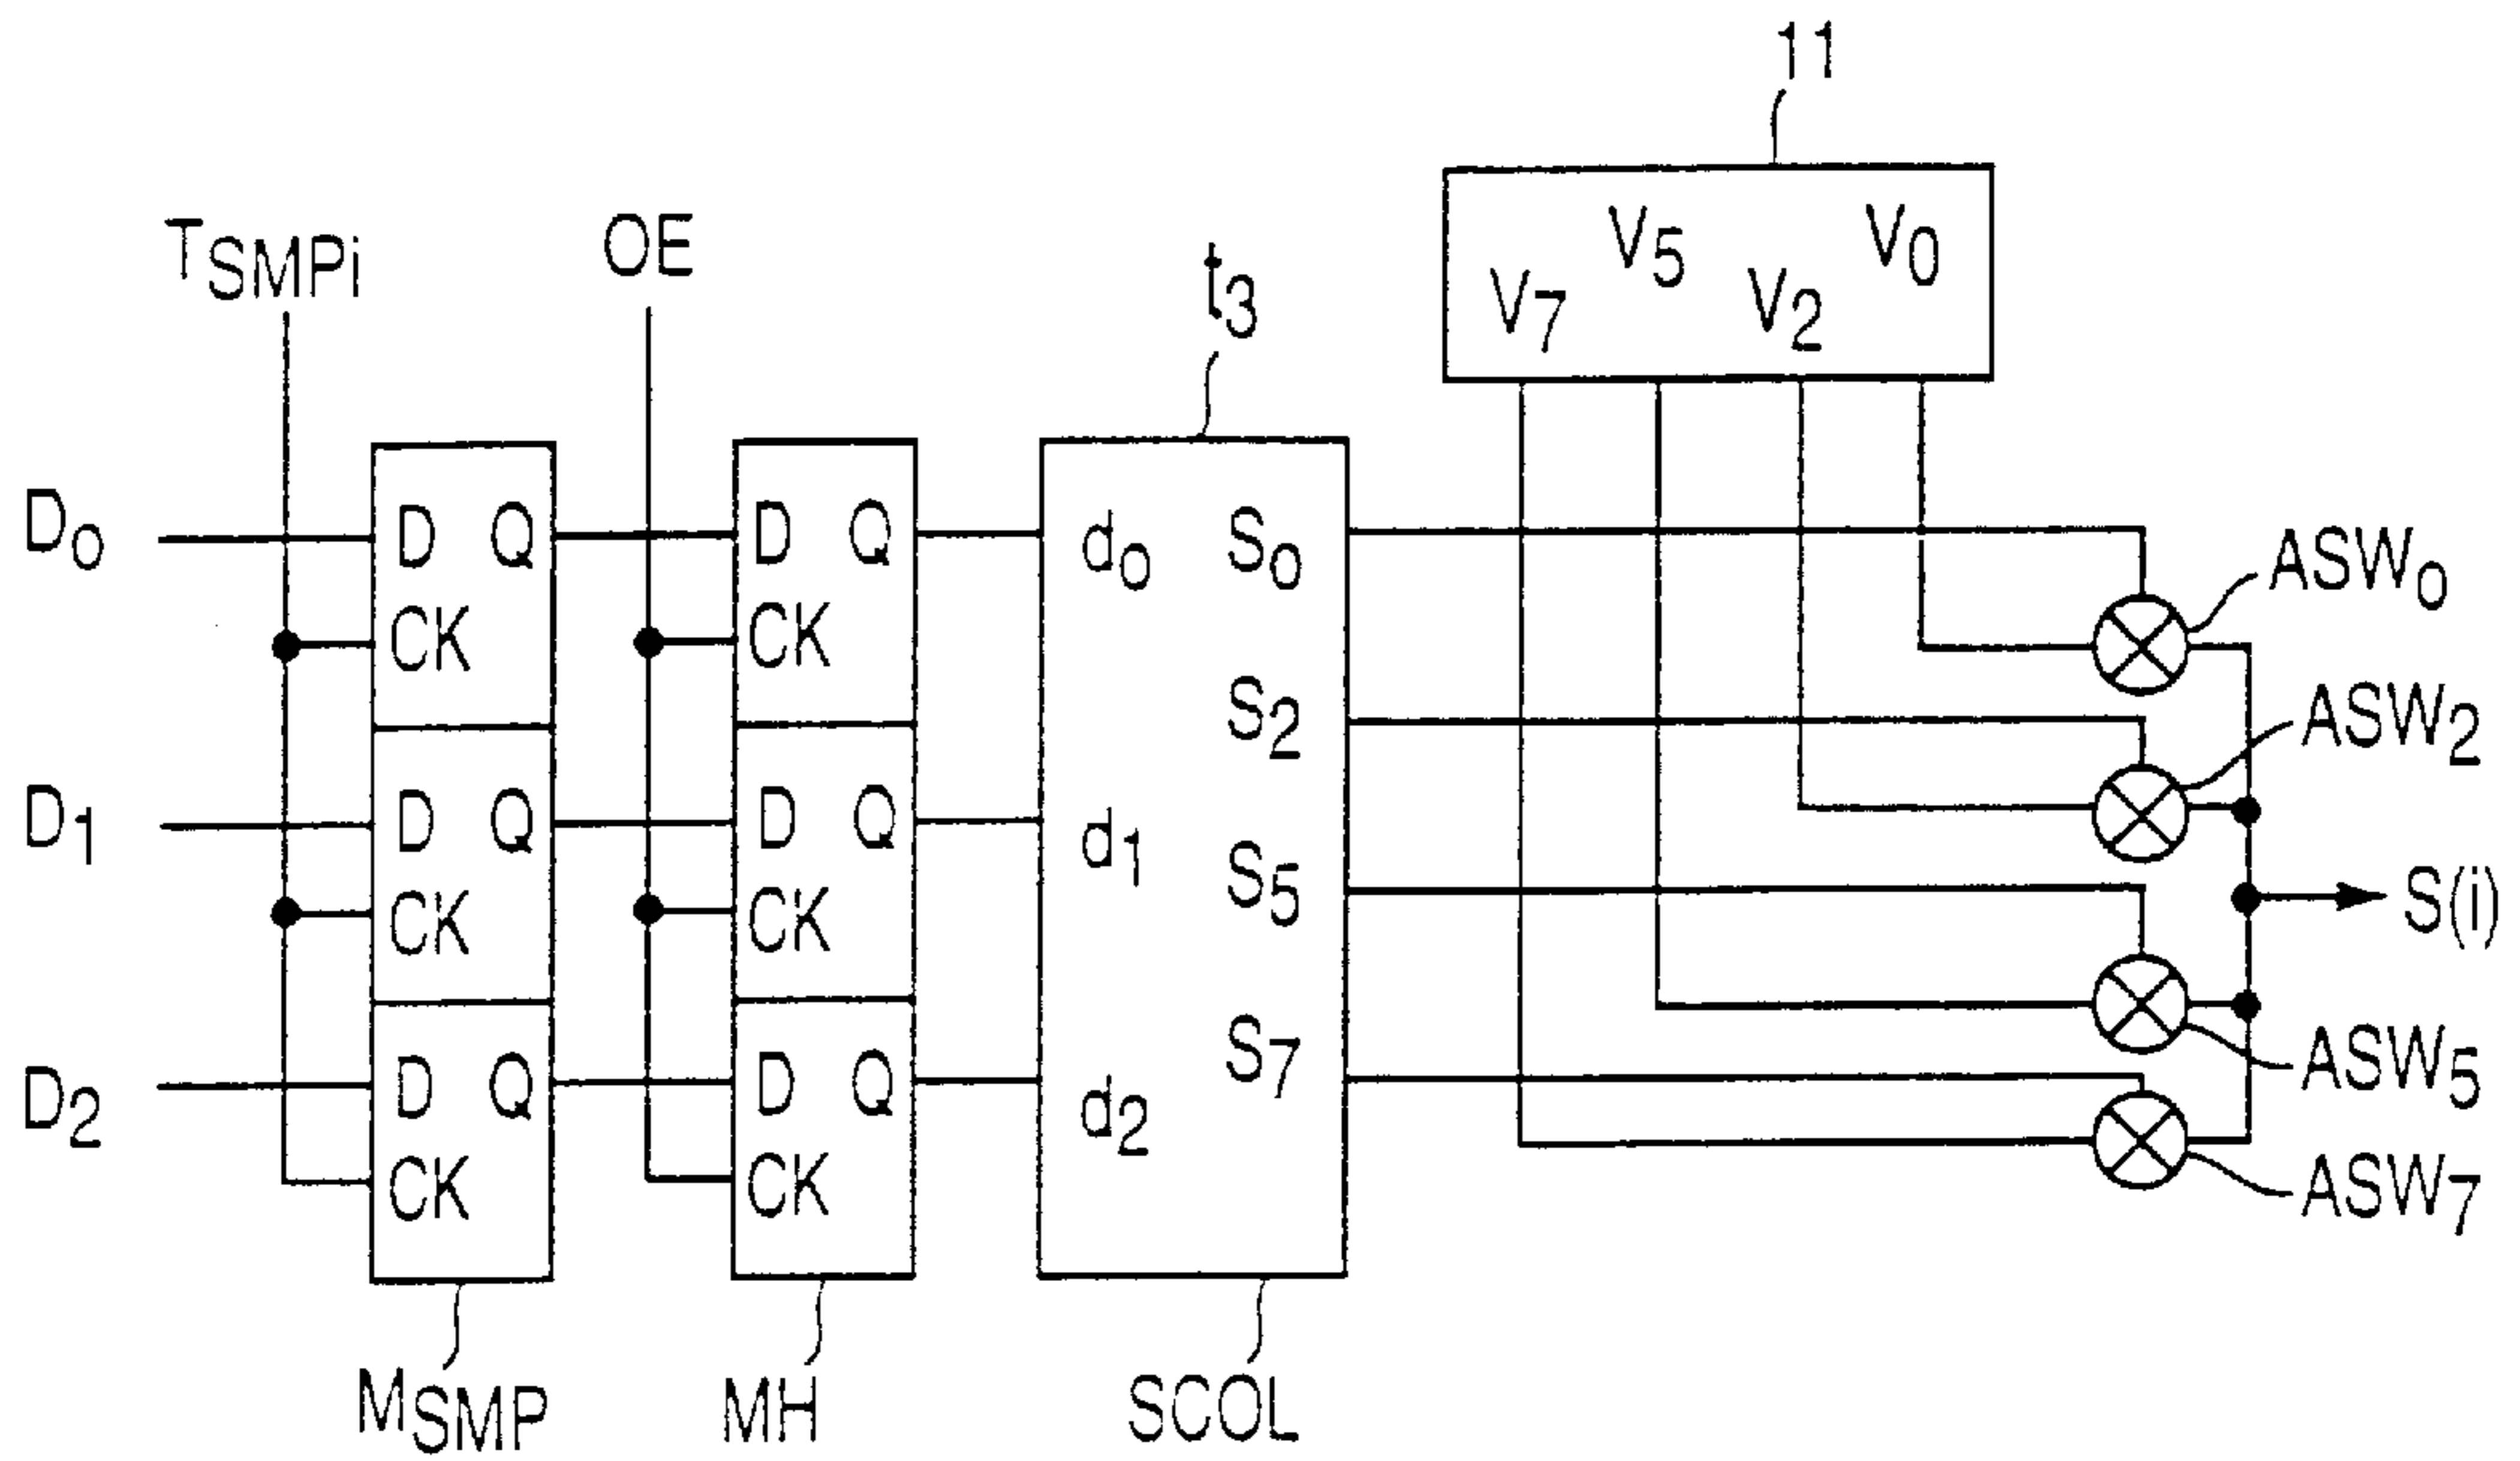 11
T SMPi
OE
t3
V7 V5 V2 V0
D0
D Q
CK
D Q
CK
d0
S0
ASW0
S2
ASW2
D1
D Q
CK
D Q
CK
d1
S5
S(i)
ASW5
D2
D Q
CK
D Q
CK
d2
S7
ASW7
MSMP
MH
SCOL